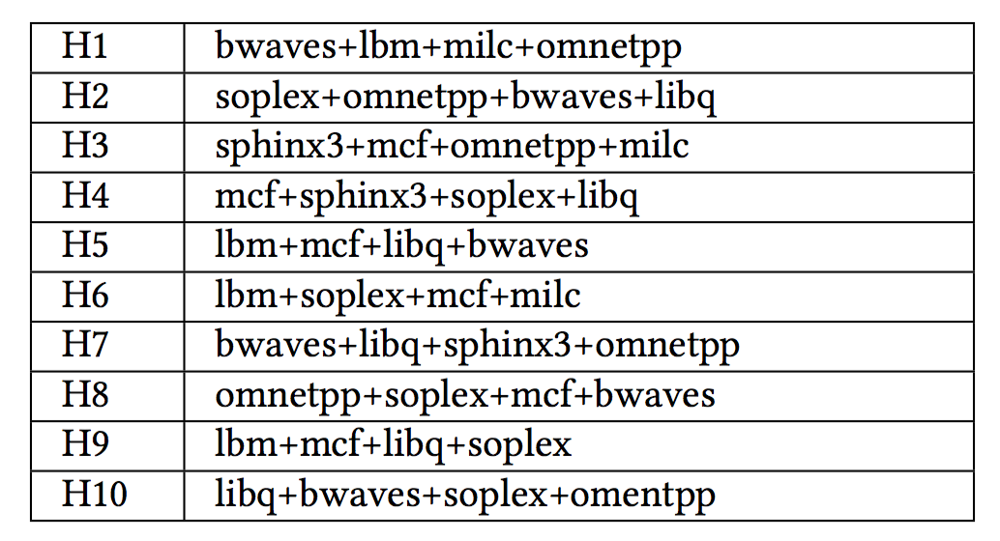 H1 bwaves+lbm+milc+omnetpp
H2 soplex+omnetpp+bwaves+libq
H3 sphinx3+mcf+omnetpp+milc
H4 mcf+sphinx3+soplex+libq
H5 lbm+mcf+libq+bwaves
H6 lbm+soplex+mcf+milc
H7 bwaves+libq+sphinx3+omnetpp
H8 omnetpp+soplex+mcf+bwaves
H9 lbm+mcf+libq+soplex
H10 libq+bwaves+soplex+omentpp